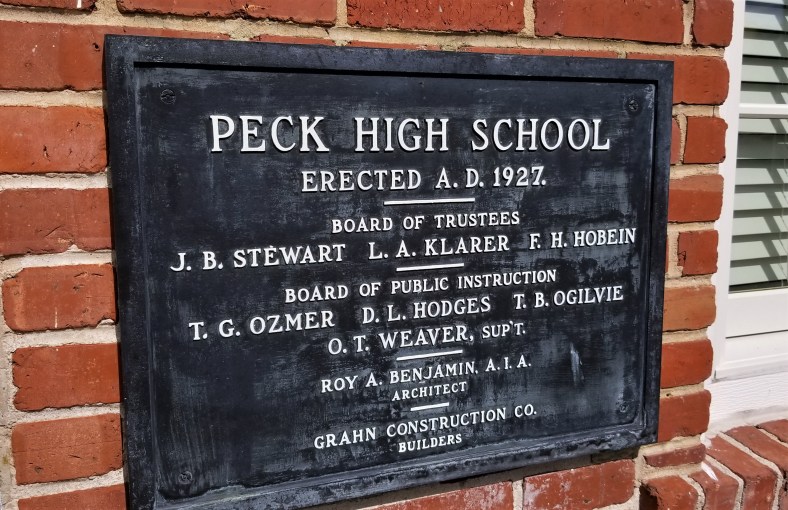 PECK HIGH SCHOOL
ERECTED A. D. 1927.
BOARD OF TRUSTEES
J. B. STEWART L. A. KLARER F. H. HOBEIN
BOARD OF PUBLIC INSTRUCTION
T. G. OZMER D. L. HODGES T. B. OGILVIE
O. T. WEAVER, SUP'T.
ROY A. BENJAMIN, A. I. A.
ARCHITECT
GRAHN CONSTRUCTION CO.
BUILDERS